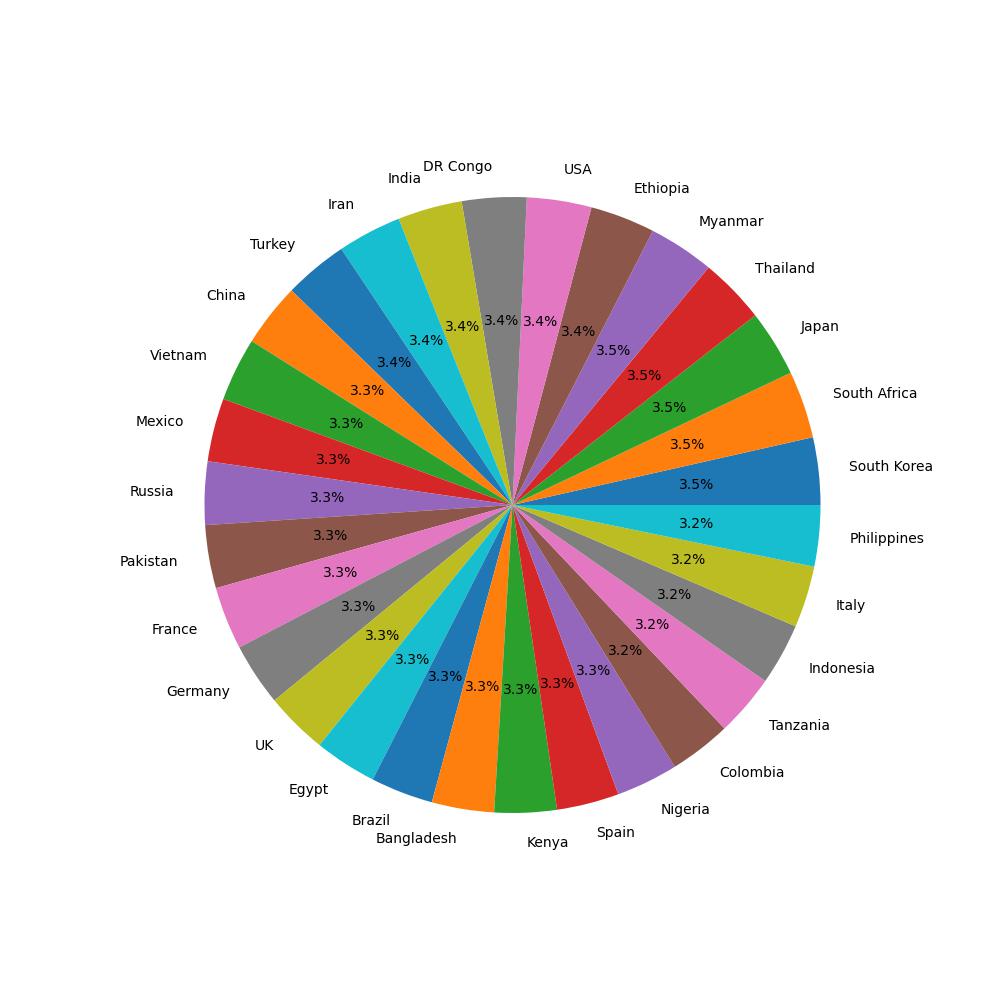 South Korea
3.5%
South Africa
3.5%
Japan
3.5%
Thailand
3.5%
Myanmar
3.5%
Ethiopia
3.4%
USA
3.4%
DR Congo
3.4%
India
3.4%
Iran
3.4%
Turkey
3.4%
China
3.3%
Vietnam
3.3%
Mexico
3.3%
Russia
3.3%
Pakistan
3.3%
France
3.3%
Germany
3.3%
UK
3.3%
Egypt
3.3%
Brazil
3.3%
Bangladesh
3.3%
Kenya
3.3%
Spain
3.3%
Nigeria
3.3%
Colombia
3.2%
Tanzania
3.2%
Indonesia
3.2%
Italy
3.2%
Philippines
3.2%